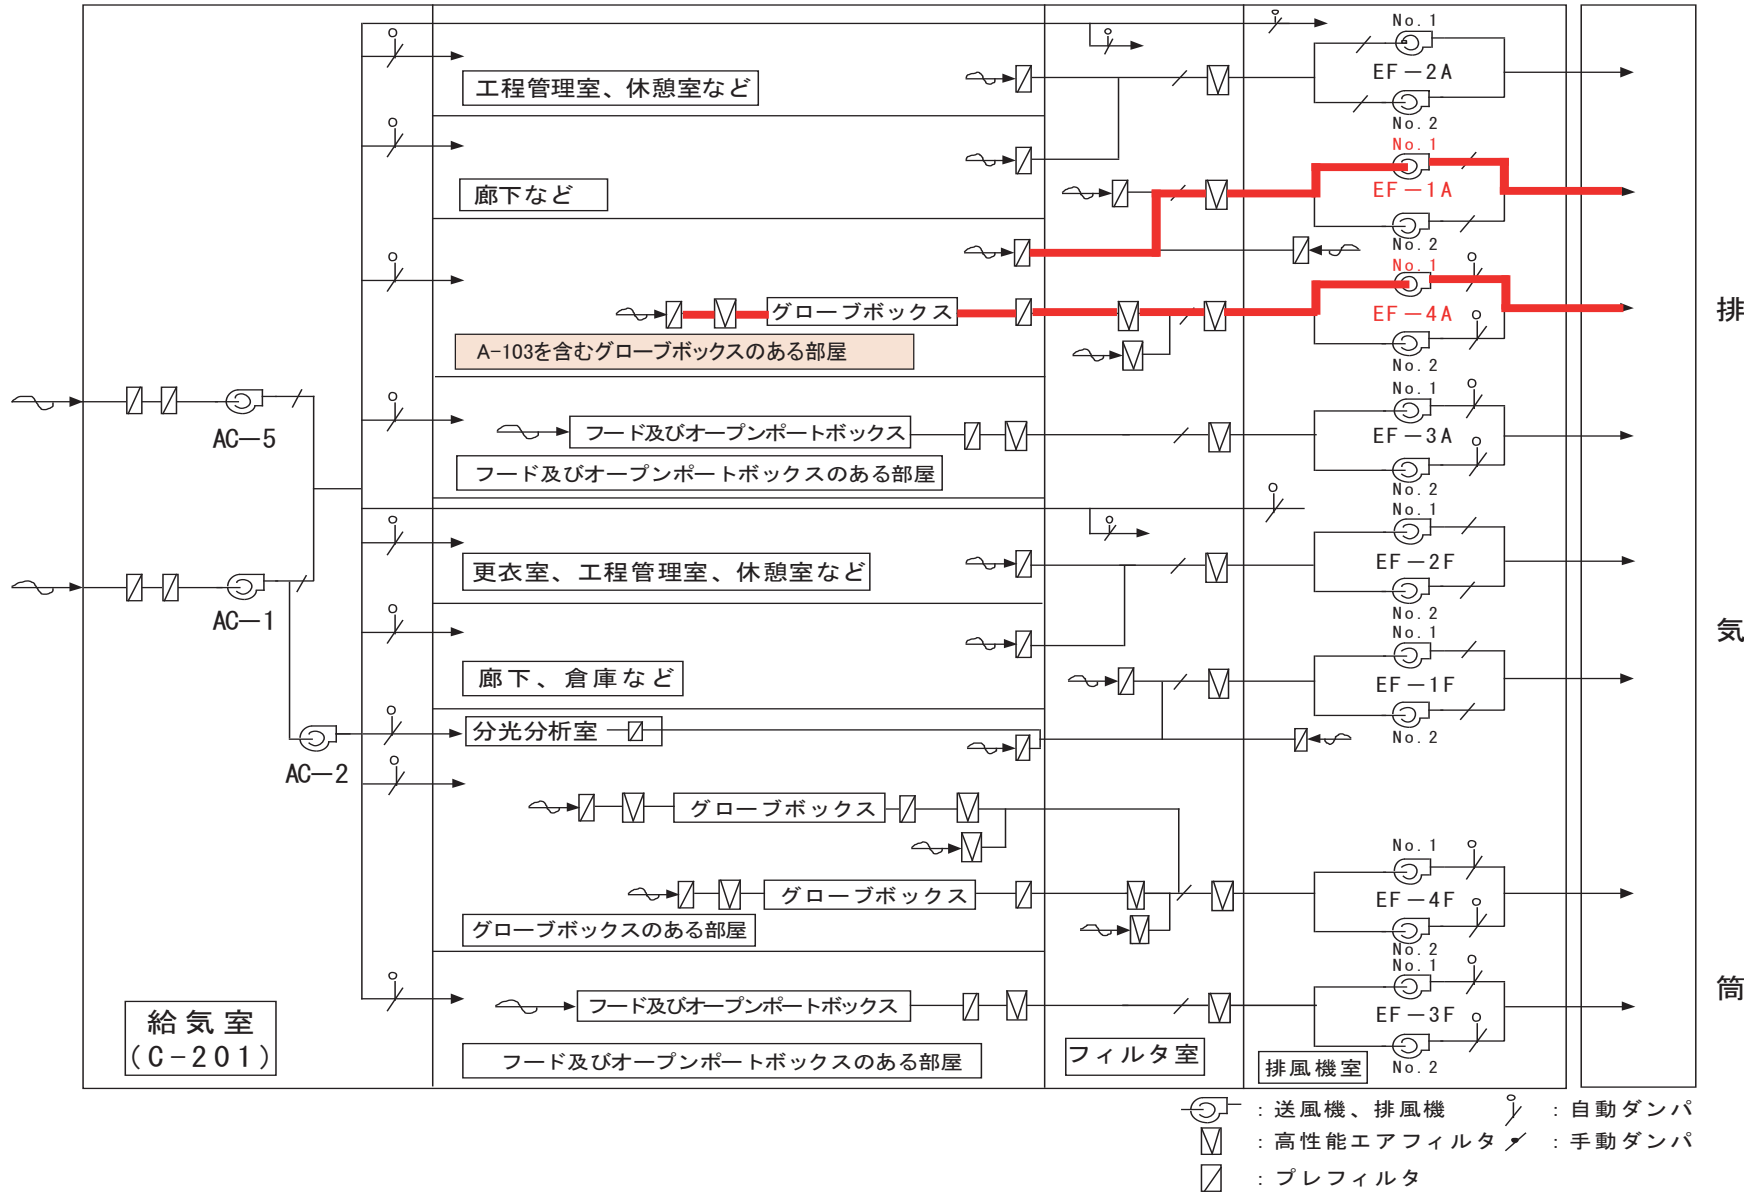 No. 1
EF－2A
No. 2
工程管理室、休憩室など
No. 1
EF－1A
No. 2
廊下など
No. 1
EF－4A
No. 2
グローブボックス
A-103を含むグローブボックスのある部屋
排
AC－5
No. 1
EF－3A
No. 2
フード及びオープンポートボックス
フード及びオープンポートボックスのある部屋
No. 1
EF－2F
No. 2
更衣室、工程管理室、休憩室など
AC－1
No. 1
EF－1F
No. 2
気
廊下、倉庫など
分光分析室
AC－2
グローブボックス
No. 1
EF－4F
No. 2
グローブボックス
グローブボックスのある部屋
No. 1
EF－3F
No. 2
筒
フード及びオープンポートボックス
フード及びオープンポートボックスのある部屋
給気室
(C-201)
フィルタ室
排風機室
：送風機、排風機
：自動ダンパ
：高性能エアフィルタ
：手動ダンパ
：プレフィルタ